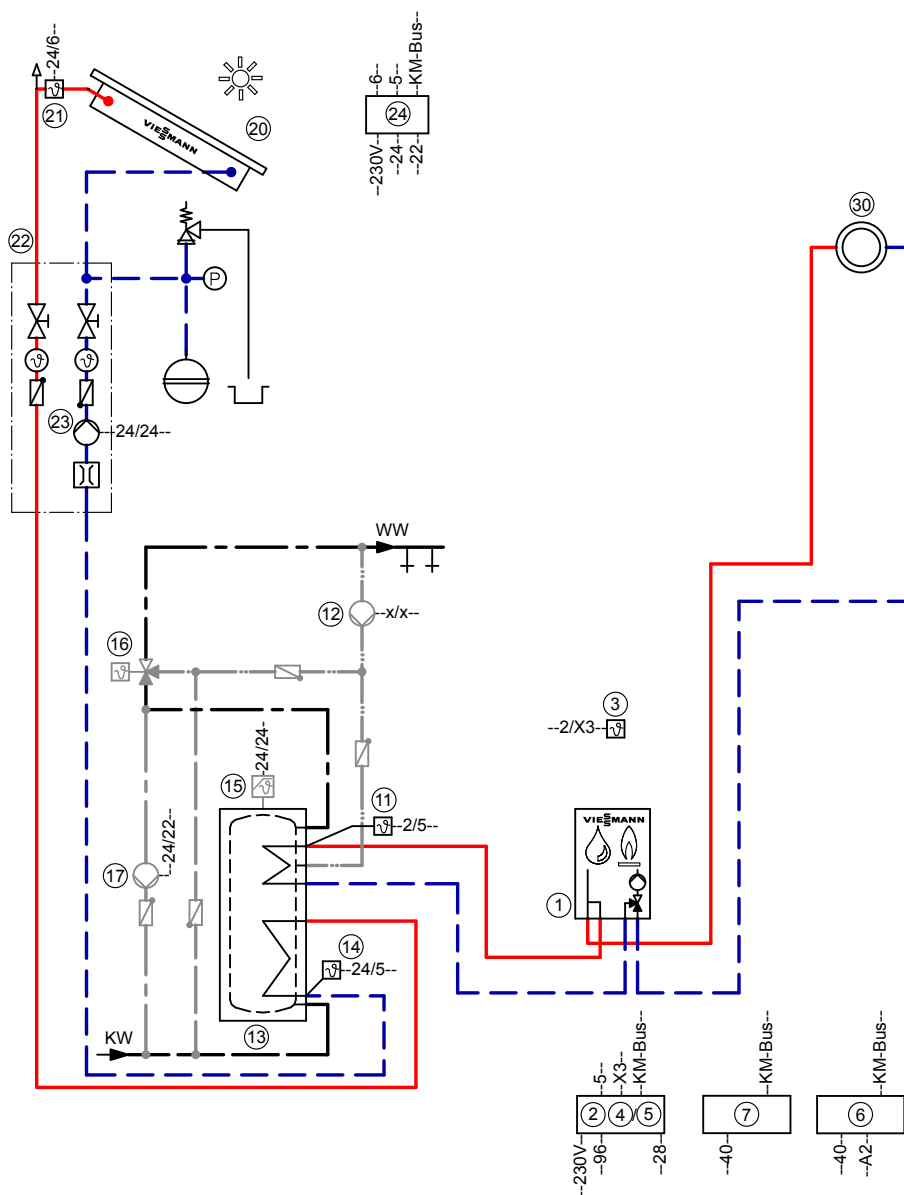 --24/6--
21
VIESSMANN
20
6--
5--
KM-Bus--
24
--230V--
--24--
--22--
30
22
P
23
---24/24--
WW
12
--x/x--
16
3
--2/X3--
--24/24-
15
11
--2/5--
--24/22--
17
VIESSMANN
1
14
--24/5--
13
KW
5--
X3--
KM-Bus--
KM-Bus--
KM-Bus--
2
4
/
5
7
6
--230V--
--96
--28--
--40--
--40--
--A2--